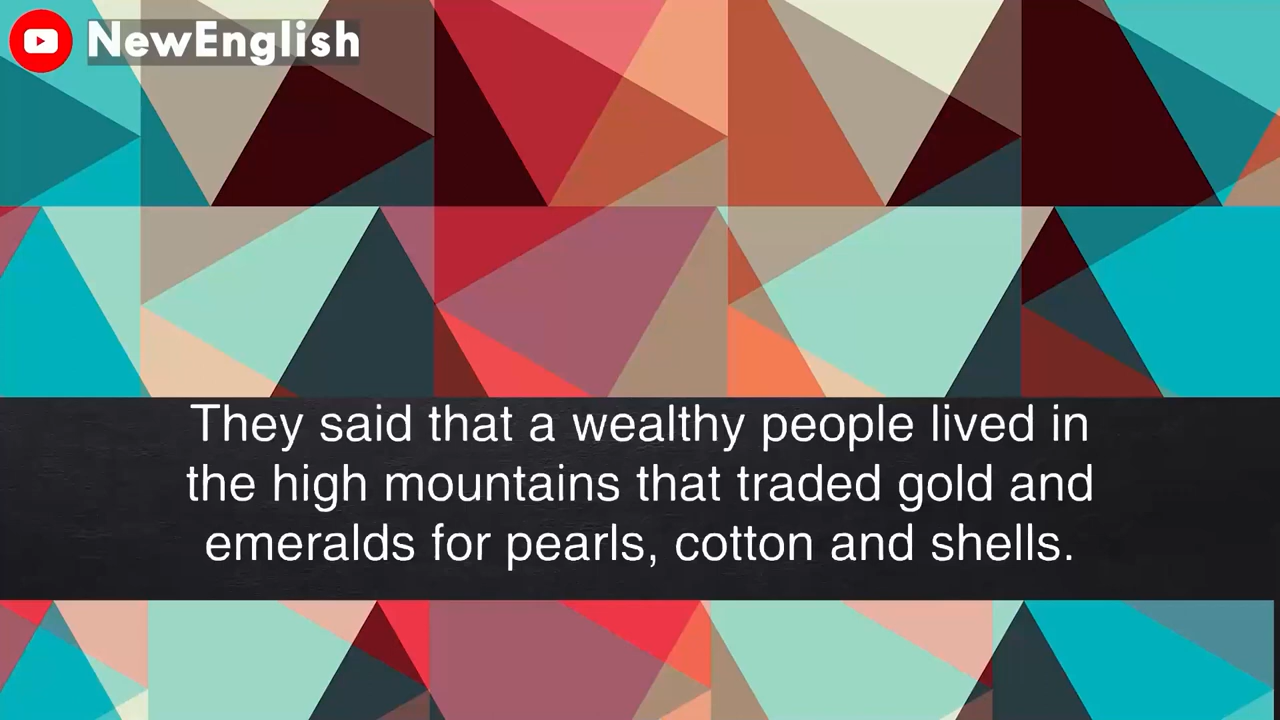 NewEnglish
They said that a wealthy people lived in
the high mountains that traded gold and
emeralds for pearls, cotton and shells.